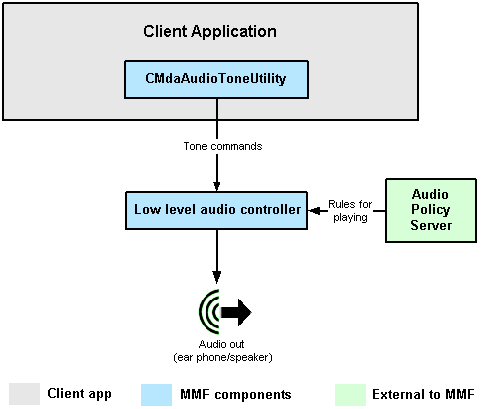 Client Application
CMdaAudioToneUtility
Tone commands
Low level audio controller
Rules for
playing
Audio
Policy
Server
Audio out
(ear phone/speaker)
Client app
MMF components
External to MMF